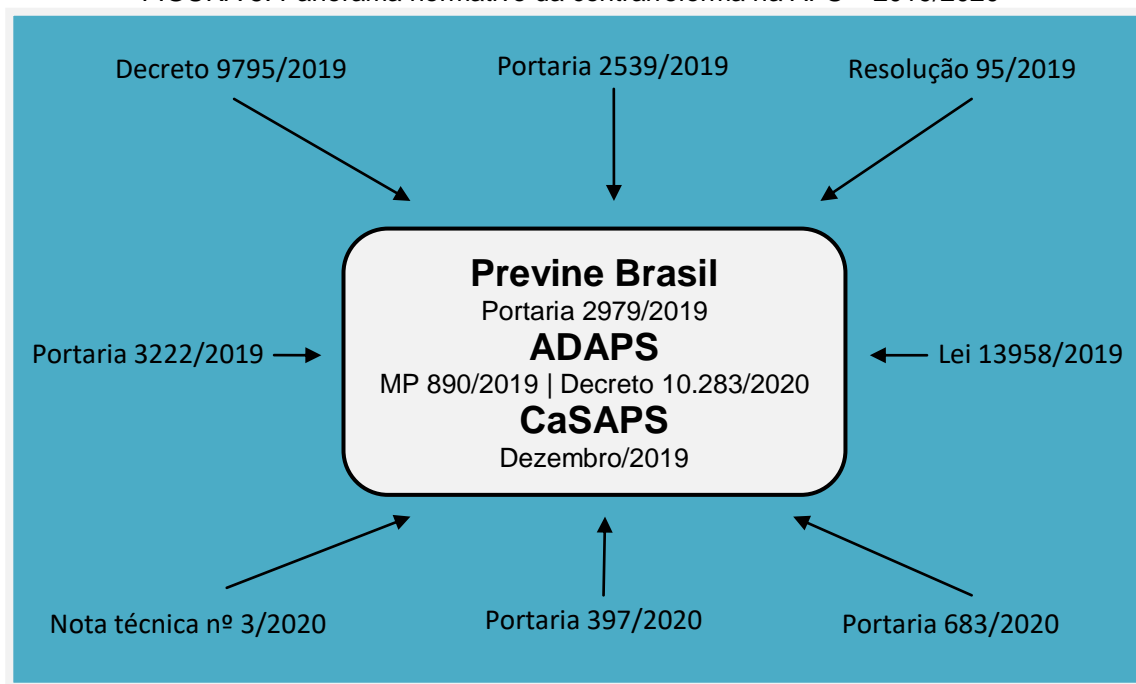 Decreto 9795/2019
Portaria 2539/2019
Resolução 95/2019
Previne Brasil
Portaria 2979/2019
ADAPS
MP 890/2019 | Decreto 10.283/2020
CaSAPS
Dezembro/2019
Portaria 3222/2019
Lei 13958/2019
Nota técnica nº 3/2020
Portaria 397/2020
Portaria 683/2020